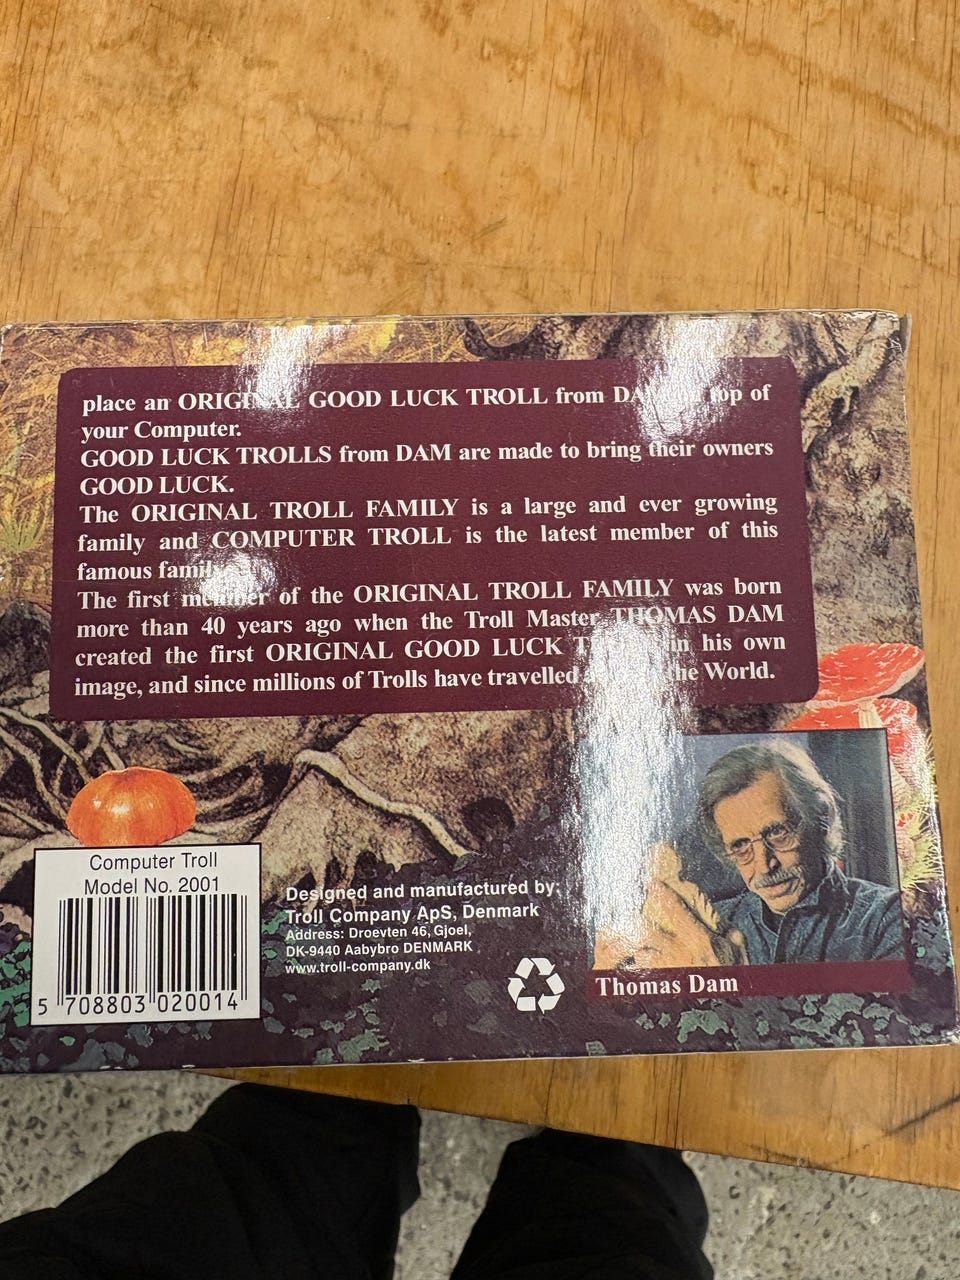 place an ORIGINAL GOOD LUCK TROLL from DAM top of
your Computer.
GOOD LUCK TROLLS from DAM are made to bring their owners
GOOD LUCK.
The ORIGINAL TROLL FAMILY is a large and ever growing
family and COMPUTER TROLL is the latest member of this
famous
The first member of the ORIGINAL TROLL FAMILY was born
more than 40 years ago when the Troll Master THOMAS DAM
created the first ORIGINAL GOOD LUCK in his own
image, and since millions of Trolls have travelled the World.
Computer Troll
Model No. 2001
5 708803 020014
Designed and manufactured by:
Troll Company ApS, Denmark
Address: Droevten 46, Gjoel,
DK-9440 Aabybro DENMARK
www.troll-company.dk
Thomas Dam